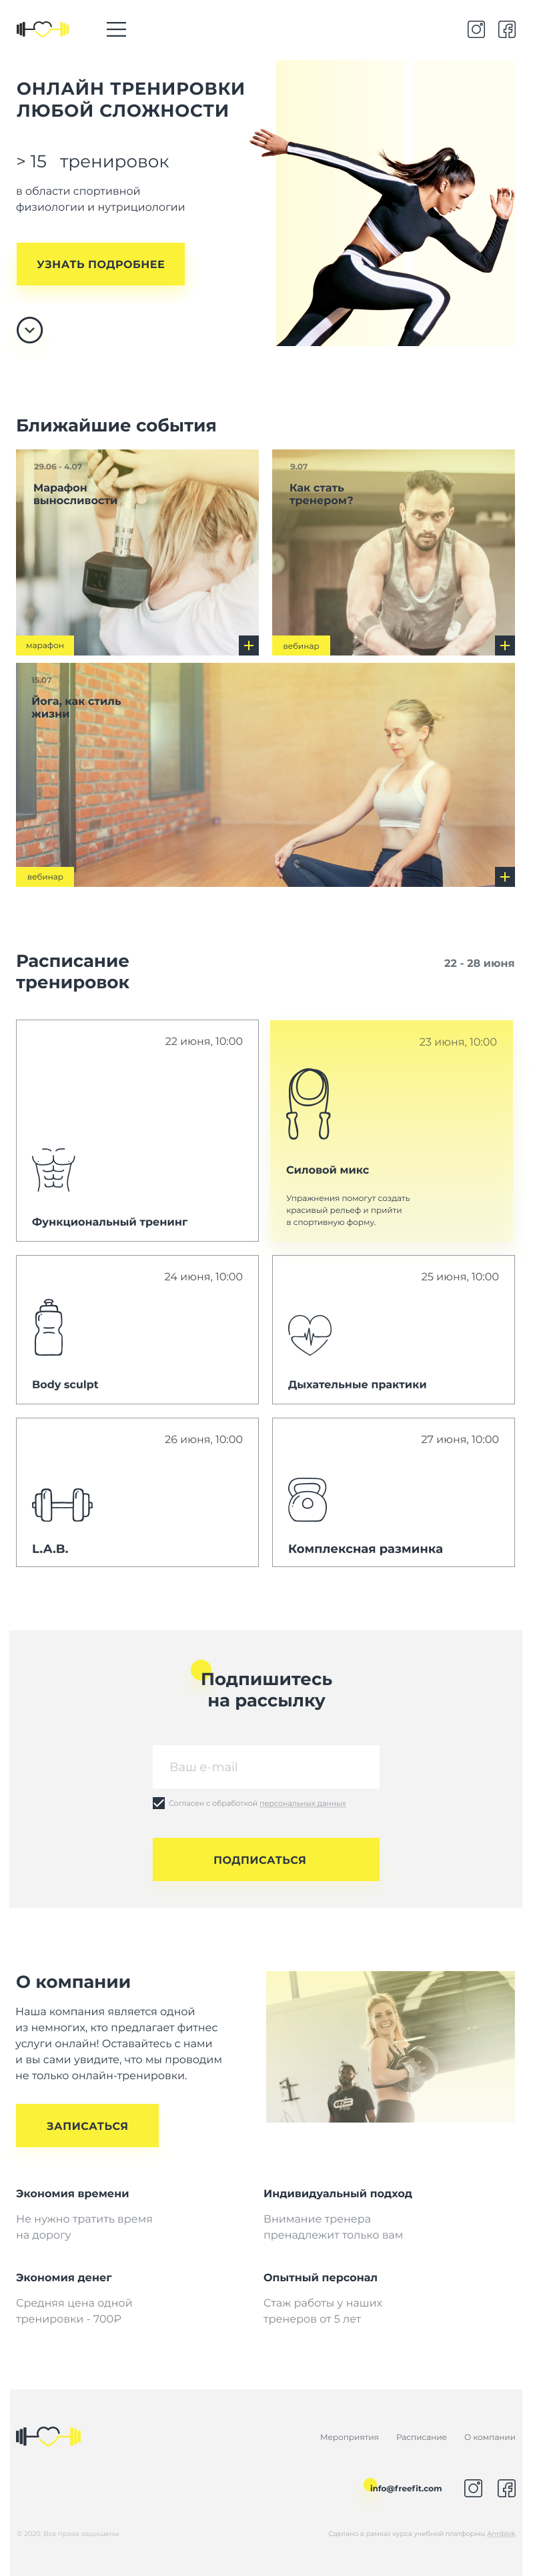 ОНЛАЙН ТРЕНИРОВКИ
ЛЮБОЙ СЛОЖНОСТИ
> 15 тренировок
в области спортивной
физиологии и нутрициологии
УЗНАТЬ ПОДРОБНЕЕ
Ближайшие события
29.06 - 4.07
Марафон
выносливости
марафон
9.07
Как стать
тренером?
вебинар
15.07
Йога, как стиль
жизни
вебинар
Расписание
тренировок
22 - 28 июня
22 июня, 10:00
Функциональный тренинг
23 июня, 10:00
Силовой микс
Упражнения помогут создать
красивый рельеф и прийти
в спортивную форму.
24 июня, 10:00
Body sculpt
25 июня, 10:00
Дыхательные практики
26 июня, 10:00
L.A.B.
27 июня, 10:00
Комплексная разминка
Подпишитесь
на рассылку
Ваш e-mail
Согласен с обработкой персональных данных
ПОДПИСАТЬСЯ
О компании
Наша компания является одной
из немногих, кто предлагает фитнес
услуги онлайн! Оставайтесь с нами
и вы сами увидите, что мы проводим
не только онлайн-тренировки.
ЗАПИСАТЬСЯ
Экономия времени
Не нужно тратить время
на дорогу
Индивидуальный подход
Внимание тренера
пренадлежит только вам
Экономия денег
Средняя цена одной
тренировки - 700₽
Опытный персонал
Стаж работы у наших
тренеров от 5 лет
Мероприятия Расписание О компании
info@freefit.com
© 2020, Все права защищены
Сделано в рамках курса учебной платформы Annblok